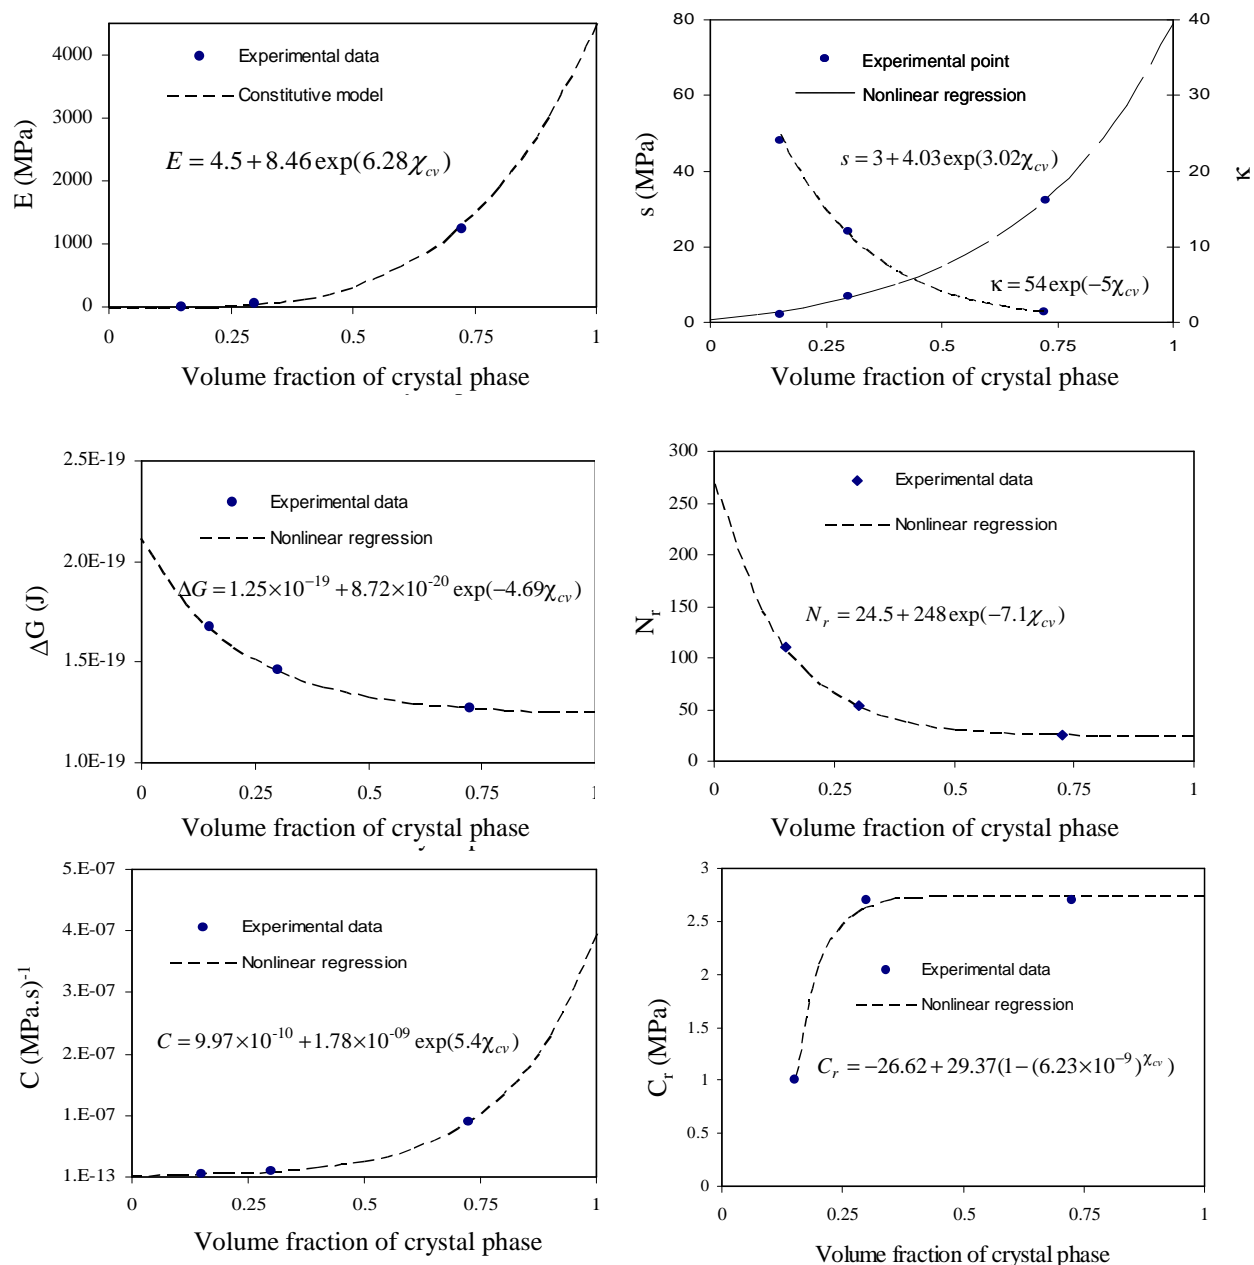 4000
3000
2000
1000
0
E (MPa)
Experimental data
Constitutive model
E = 4.5 + 8.46 exp(6.28χcv)
0 0.25 0.5 0.75 1
Volume fraction of crystal phase
80
60
40
20
0
s (MPa)
Experimental point
Nonlinear regression
s = 3 + 4.03 exp(3.02χcv)
κ = 54 exp(−5χcv)
40
30
20
10
0
κ
0 0.25 0.5 0.75 1
Volume fraction of crystal phase
2.5E-19
2.0E-19
1.5E-19
1.0E-19
ΔG (J)
Experimental data
Nonlinear regression
ΔG = 1.25×10⁻¹⁹ + 8.72×10⁻²⁰ exp(−4.69χcv)
0 0.25 0.5 0.75 1
Volume fraction of crystal phase
300
250
200
150
100
50
0
Nr
Experimental data
Nonlinear regression
Nr = 24.5 + 248 exp(−7.1χcv)
0 0.25 0.5 0.75 1
Volume fraction of crystal phase
5.E-07
4.E-07
3.E-07
2.E-07
1.E-07
1.E-13
C (MPa.s)⁻¹
Experimental data
Nonlinear regression
C = 9.97×10⁻¹⁰ + 1.78×10⁻⁰⁹ exp(5.4χcv)
0 0.25 0.5 0.75 1
Volume fraction of crystal phase
3
2.5
2
1.5
1
0.5
0
Cr (MPa)
Experimental data
Nonlinear regression
Cr = −26.62 + 29.37(1−(6.23×10⁻⁹)^χcv)
0 0.25 0.5 0.75 1
Volume fraction of crystal phase